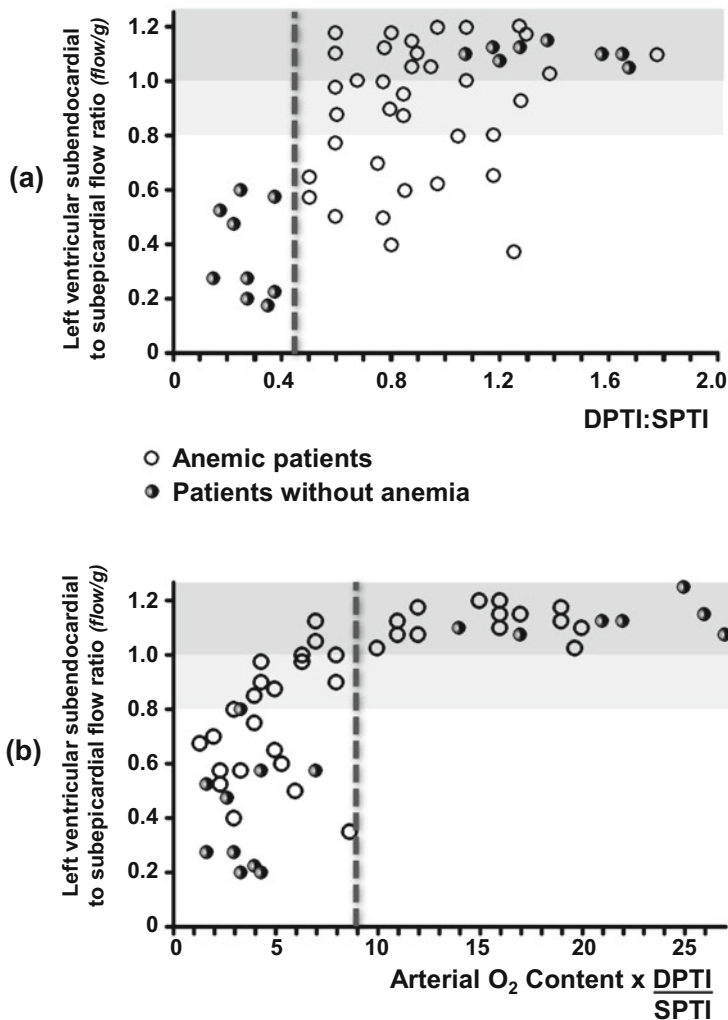 (a)
Left ventricular subendocardial
to subepicardial flow ratio (flow/g)
1.2
1.0
0.8
0.6
0.4
0.2
0
0 0.4 0.8 1.2 1.6 2.0
DPTI:SPTI
Anemic patients
Patients without anemia
(b)
Left ventricular subendocardial
to subepicardial flow ratio (flow/g)
1.2
1.0
0.8
0.6
0.4
0.2
0
0 5 10 15 20 25
Arterial O₂ Content x DPTI
SPTI